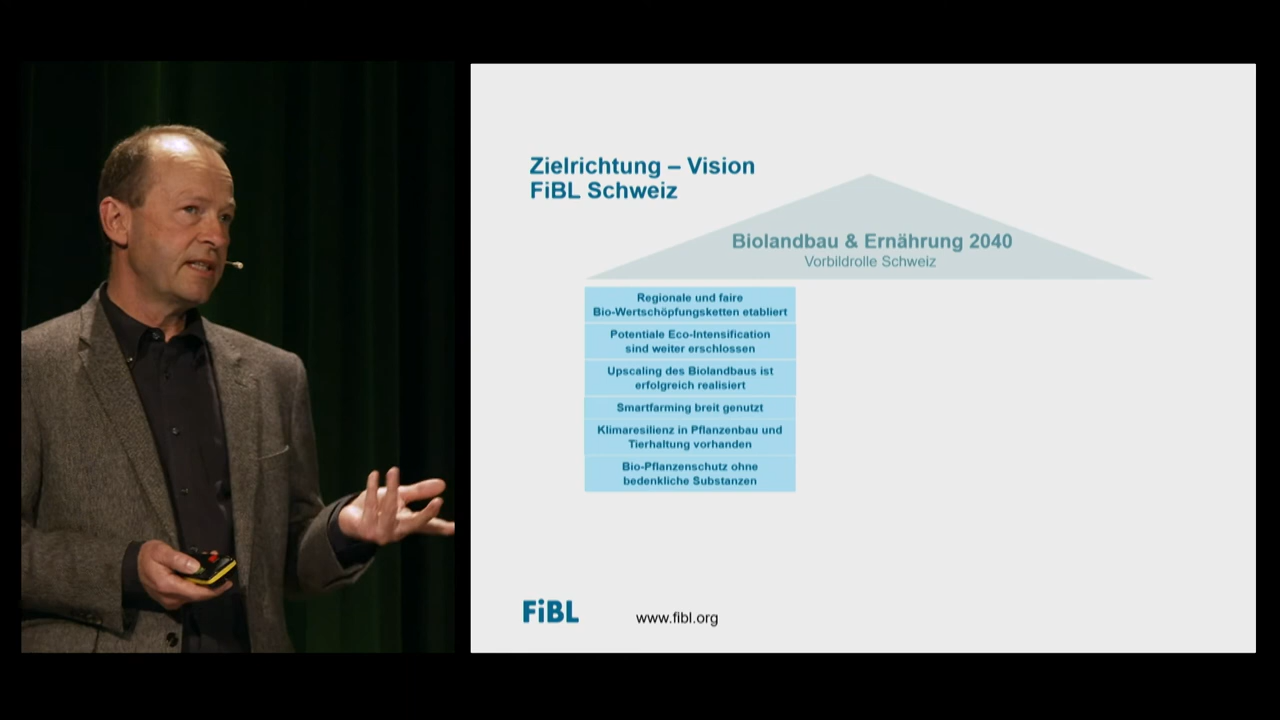 Zielrichtung – Vision
FiBL Schweiz
Biolandbau & Ernährung 2040
Vorbildrolle Schweiz
Regionale und faire
Bio-Wertschöpfungsketten etabliert
Potentiale Eco-Intensification
sind weiter erschlossen
Upscaling des Biolandbaus ist
erfolgreich realisiert
Smartfarming breit genutzt
Klimaresilienz in Pflanzenbau und
Tierhaltung vorhanden
Bio-Pflanzenschutz ohne
bedenkliche Substanzen
FiBL
www.fibl.org